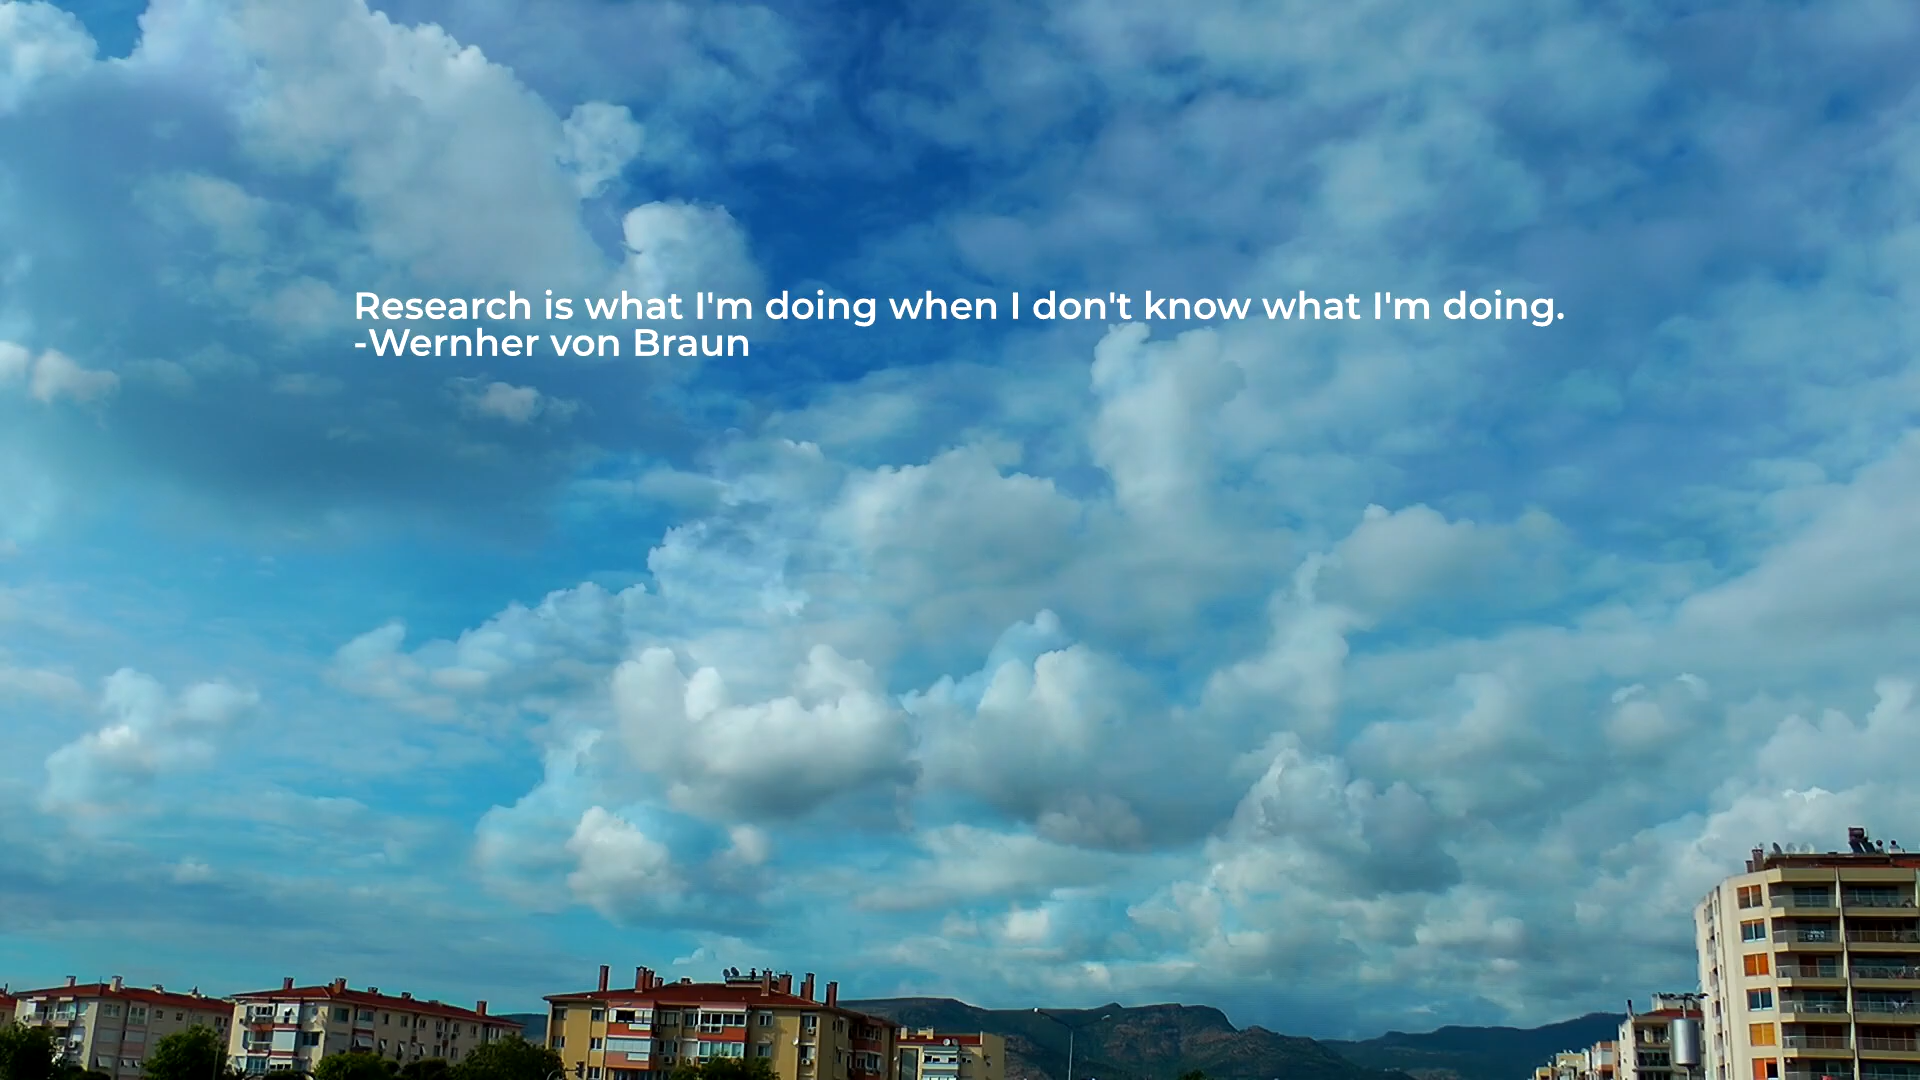 Research is what I'm doing when I don't know what I'm doing.
-Wernher von Braun